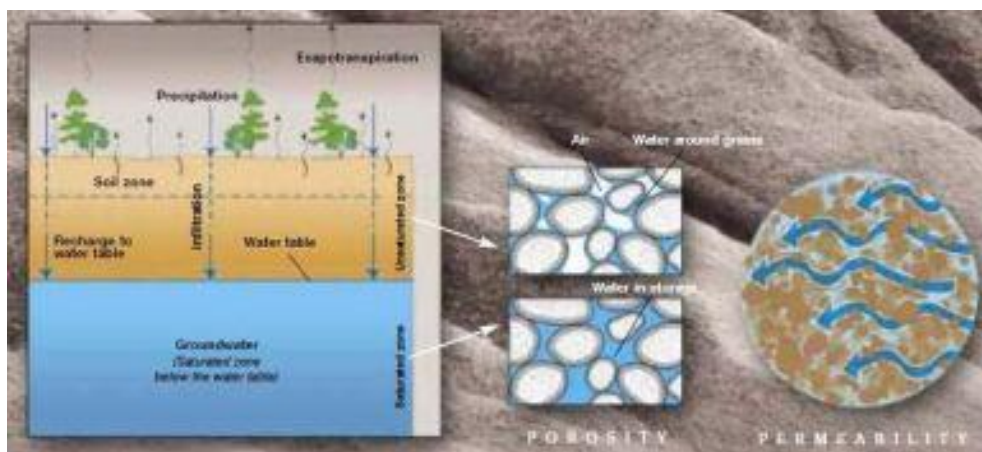 Evapotranspiration
Precipitation
Soil zone
Infiltration
Unsaturated zone
Recharge to
water table
Water table
Groundwater
(Saturated zone
below the water table)
Saturated zone
Air
Water around grains
Water in storage
POROSITY
PERMEABILITY